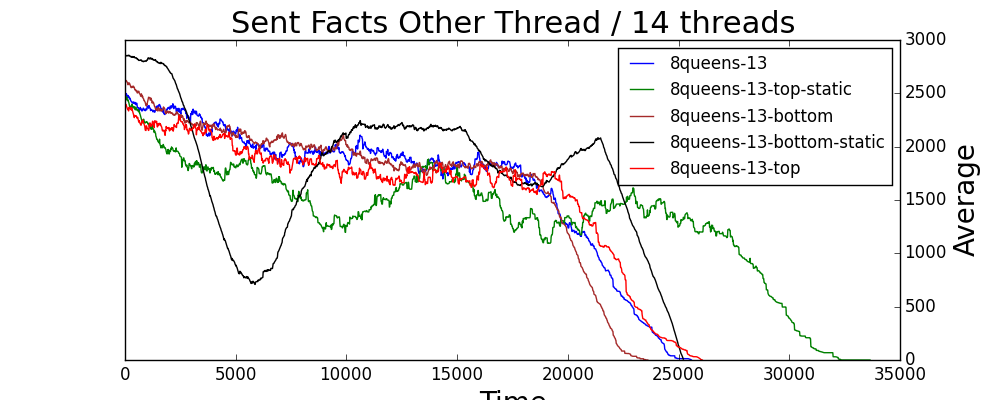 Sent Facts Other Thread / 14 threads
8queens-13
8queens-13-top-static
8queens-13-bottom
8queens-13-bottom-static
8queens-13-top
3000
2500
2000
1500
1000
500
0
Average
0 5000 10000 15000 20000 25000 30000 35000
Time